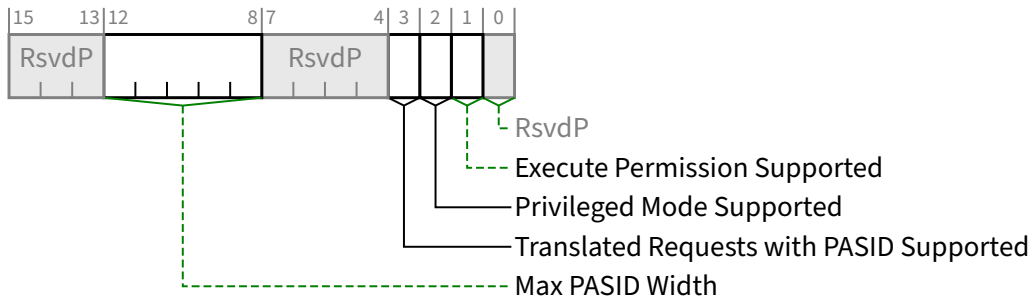 15 13 12 8 7 4 3 2 1 0
RsvdP RsvdP
RsvdP
Execute Permission Supported
Privileged Mode Supported
Translated Requests with PASID Supported
Max PASID Width